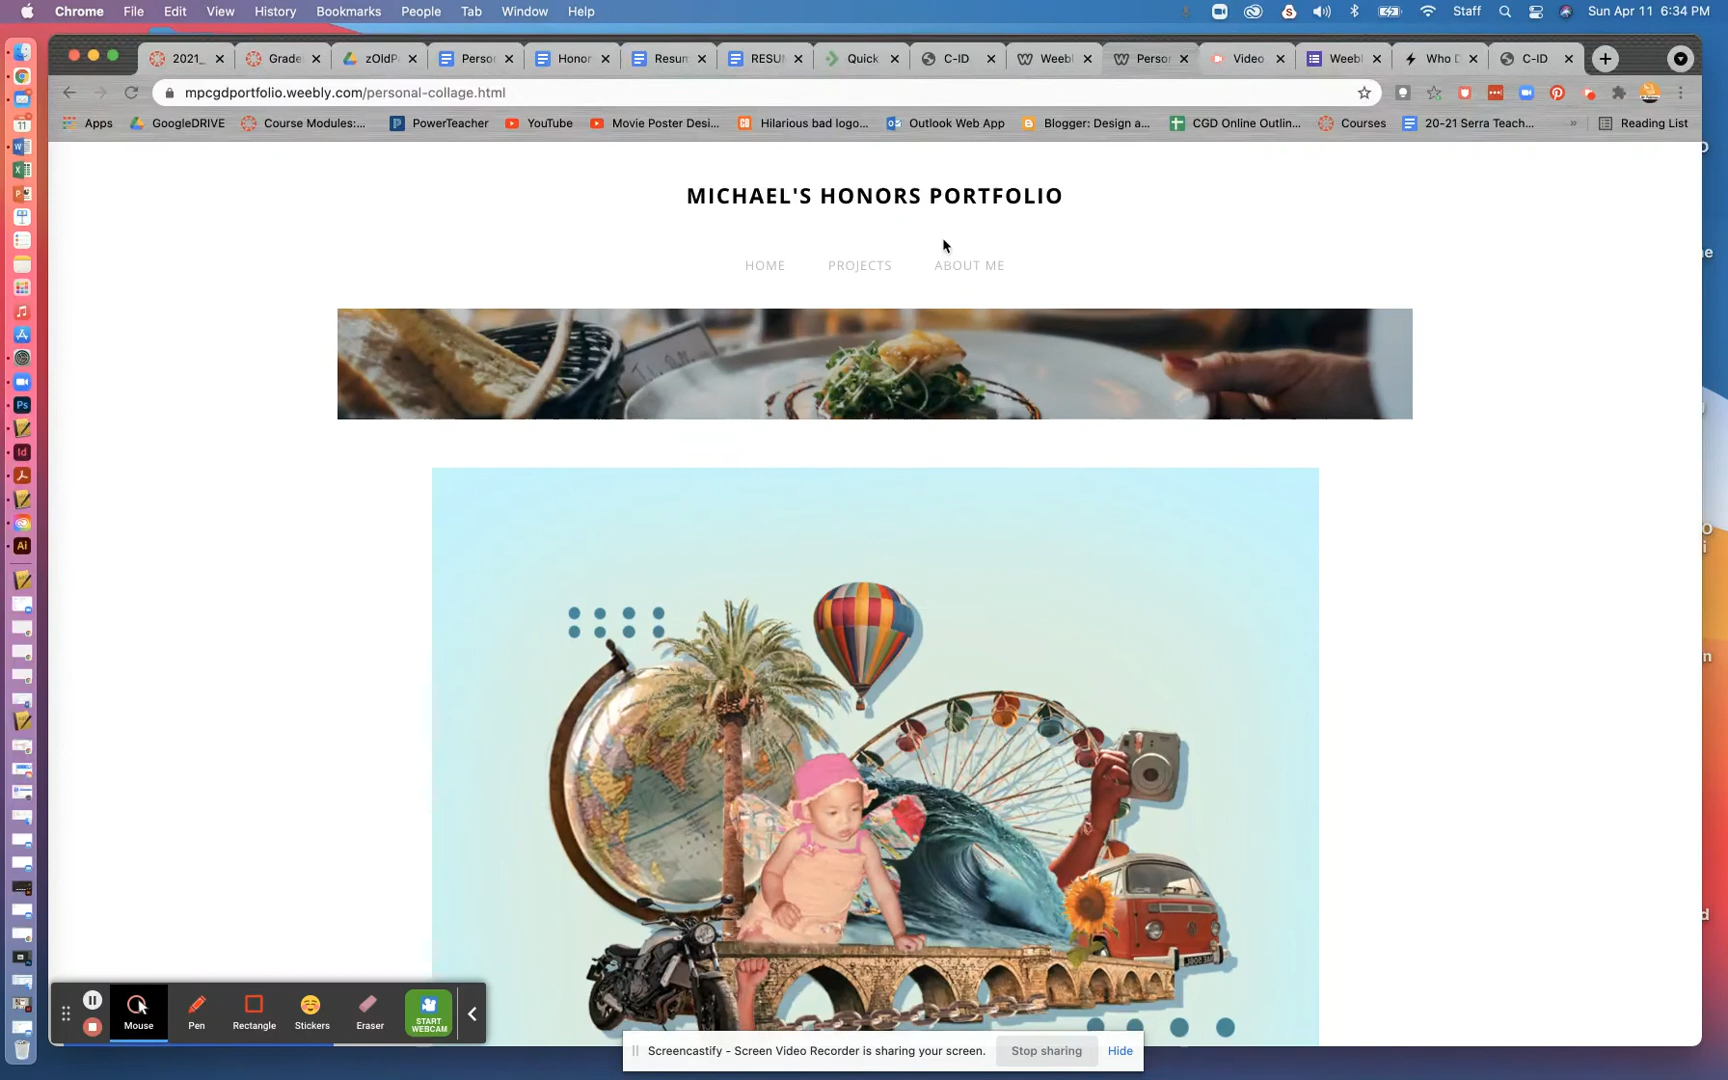 Chrome File Edit View History Bookmarks People Tab Window Help Staff Sun Apr 11 6:34 PM
2021_ Grade zOldP Perso Honor Resum RESU Quick C-ID Weebl Person Video Weebl Who D C-ID
mpcgdportfolio.weebly.com/personal-collage.html
Apps GoogleDRIVE Course Modules:... PowerTeacher YouTube Movie Poster Desi... Hilarious bad logo... Outlook Web App Blogger: Design a... CGD Online Outlin... Courses 20-21 Serra Teach... » Reading List
MICHAEL'S HONORS PORTFOLIO
HOME PROJECTS ABOUT ME
Mouse Pen Rectangle Stickers Eraser START WEBCAM
Screencastify - Screen Video Recorder is sharing your screen. Stop sharing Hide